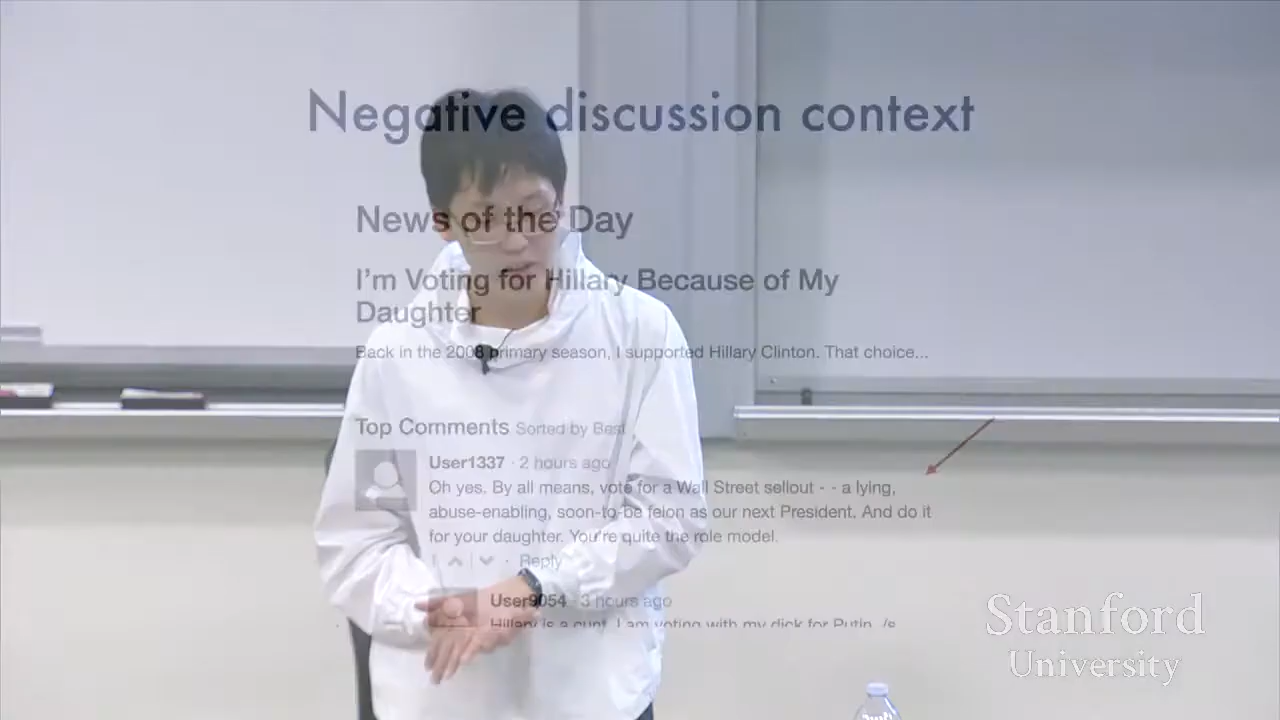 Negative discussion context
News of the Day
I'm Voting for Hillary Because of My
Daughter
Back in the 2008 primary season, I supported Hillary Clinton. That choice...
Top Comments Sorted by Best
User1337 · 2 hours ago
Oh yes. By all means, vote for a Wall Street sellout - - a lying,
abuse-enabling, soon-to-be felon as our next President. And do it
for your daughter. You're quite the role model.
· Reply
User9054 · 3 hours ago
Hillary is a cunt. I am voting with my dick for Putin. /s
Stanford
University